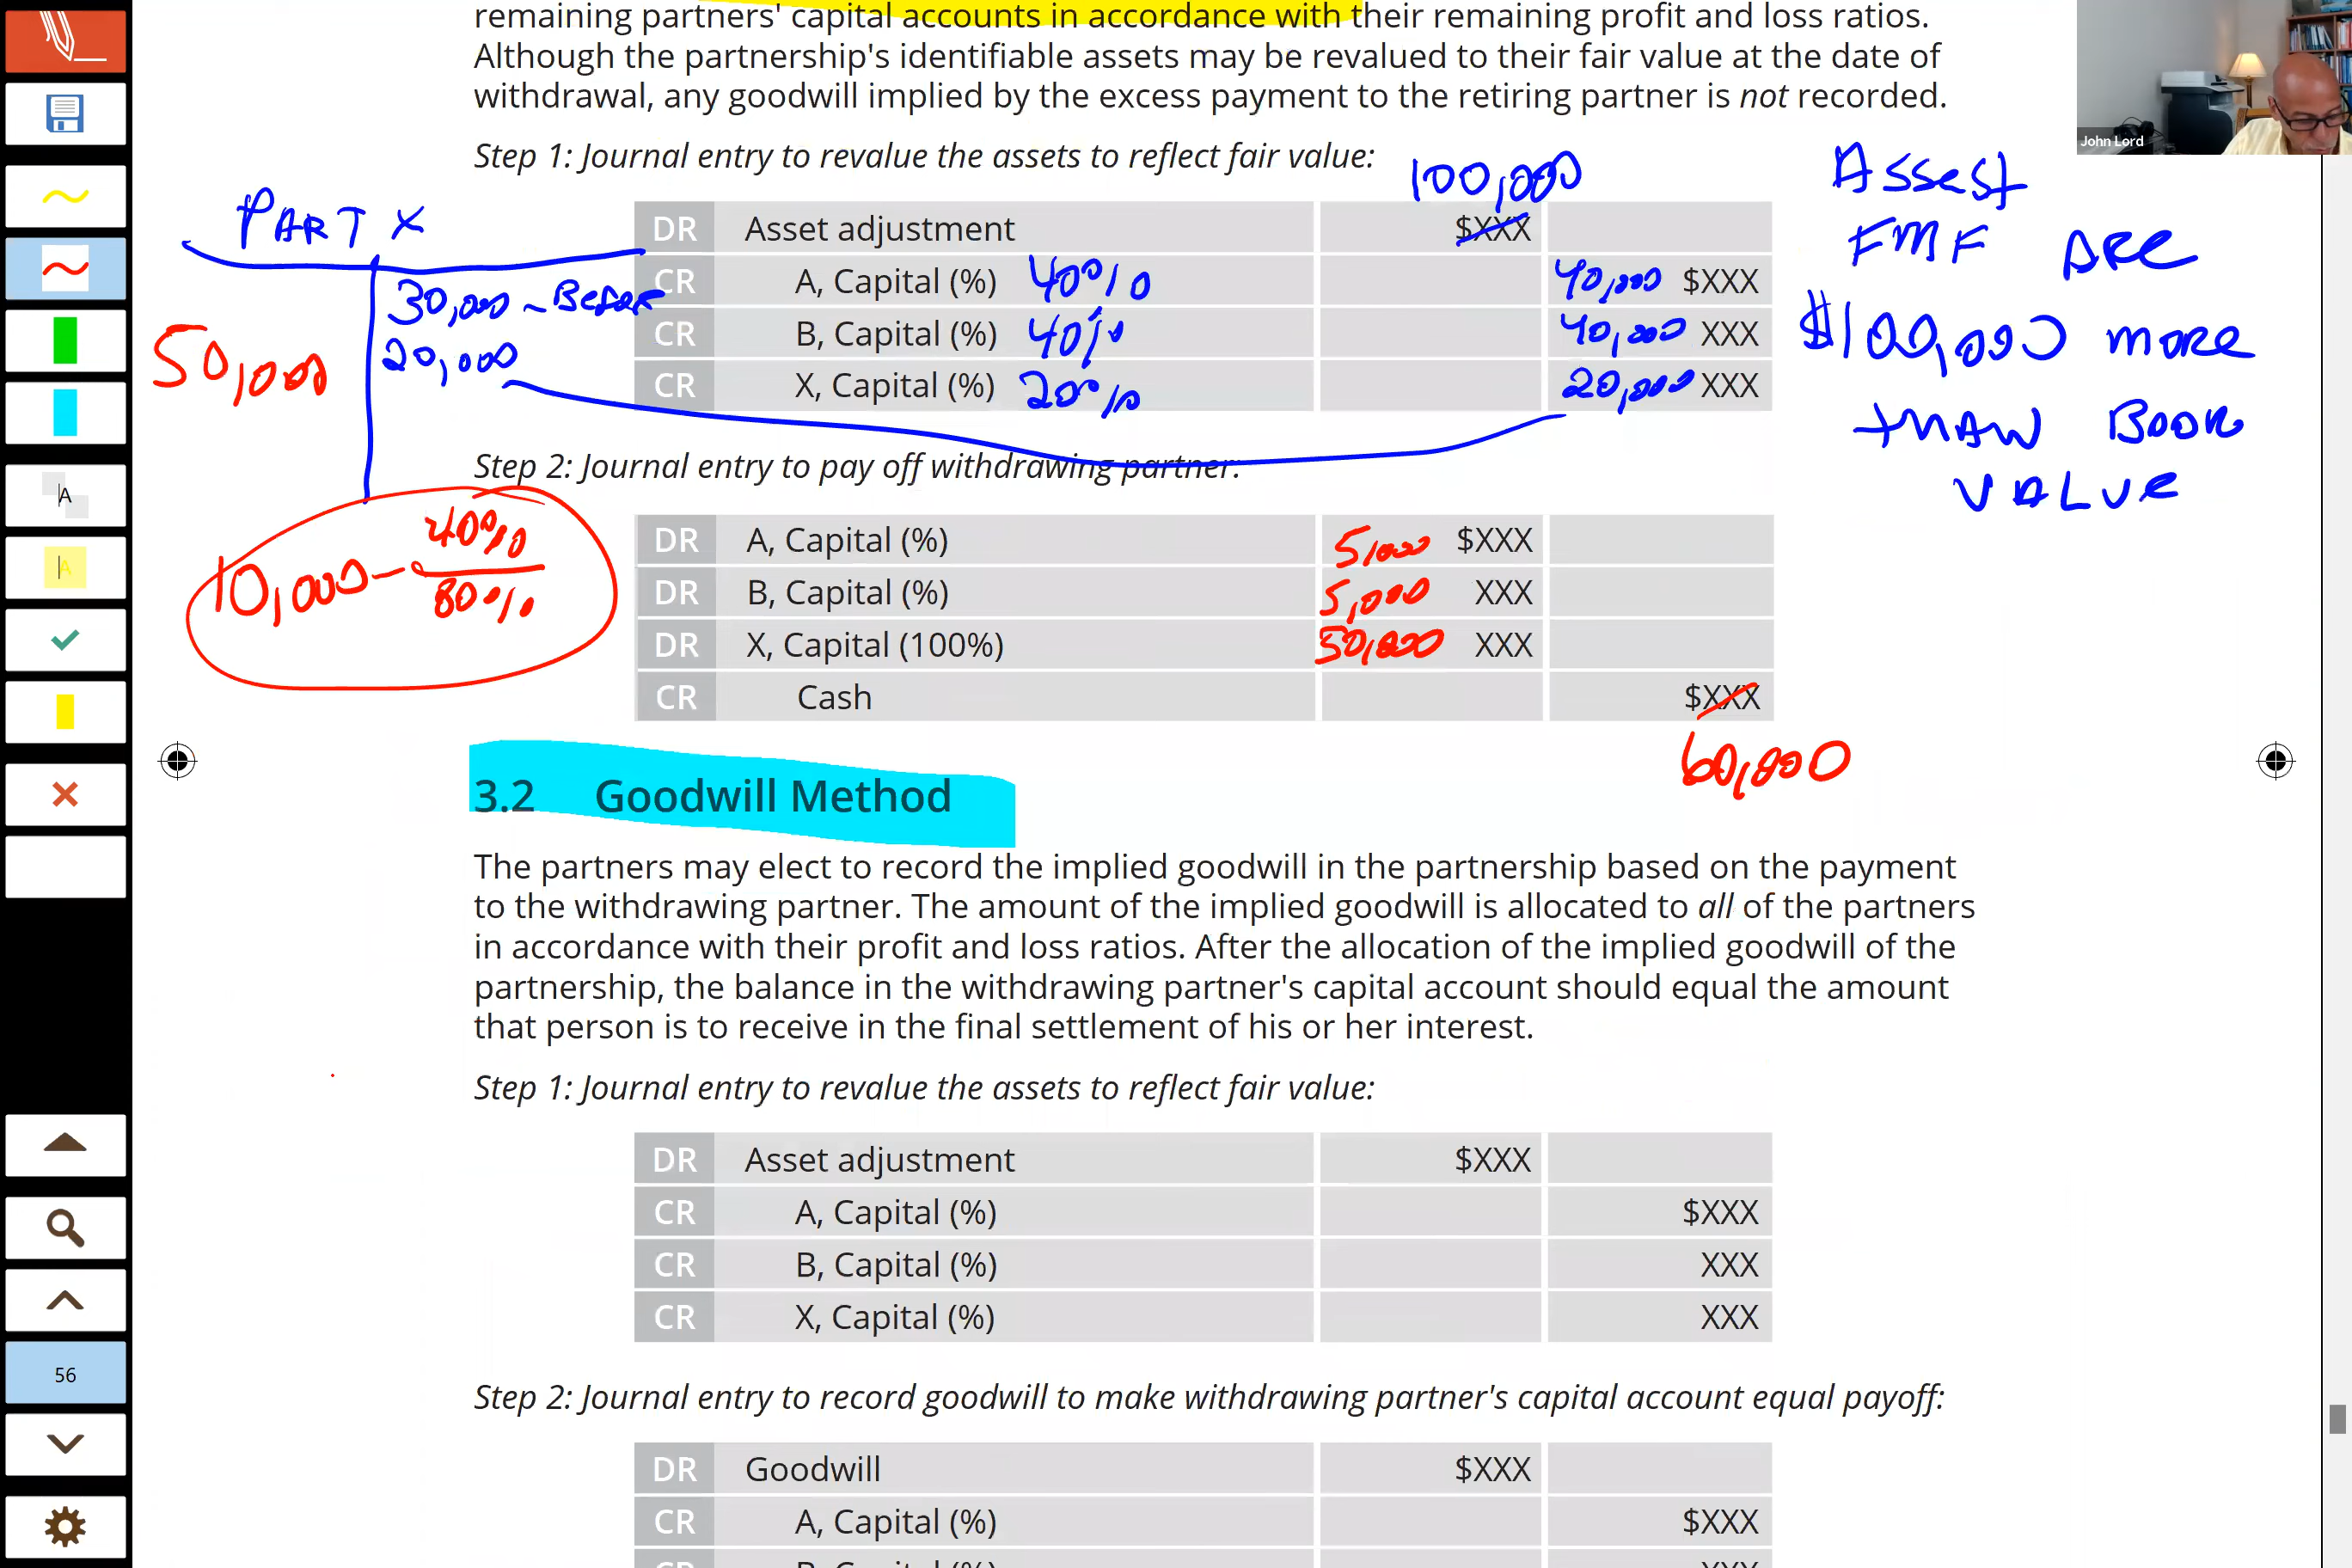 remaining partners' capital accounts in accordance with their remaining profit and loss ratios.
Although the partnership's identifiable assets may be revalued to their fair value at the date of
withdrawal, any goodwill implied by the excess payment to the retiring partner is not recorded.
John Lord
Step 1: Journal entry to revalue the assets to reflect fair value:
100,000
DR Asset adjustment $XXX
CR A, Capital (%) 40% 40,000 $XXX
CR B, Capital (%) 40% 40,000 XXX
CR X, Capital (%) 20% 20,000 XXX
PART X
30,000 ~ Before
20,000
50,000
Assest
FMF ARE
$100,000 more
than Book
VALUE
Step 2: Journal entry to pay off withdrawing partner:
10,000 - 40%
80%
DR A, Capital (%) 5,000 $XXX
DR B, Capital (%) 5,000 XXX
DR X, Capital (100%) 50,000 XXX
CR Cash $XXX
60,000
3.2 Goodwill Method
The partners may elect to record the implied goodwill in the partnership based on the payment
to the withdrawing partner. The amount of the implied goodwill is allocated to all of the partners
in accordance with their profit and loss ratios. After the allocation of the implied goodwill of the
partnership, the balance in the withdrawing partner's capital account should equal the amount
that person is to receive in the final settlement of his or her interest.
Step 1: Journal entry to revalue the assets to reflect fair value:
DR Asset adjustment $XXX
CR A, Capital (%) $XXX
CR B, Capital (%) XXX
CR X, Capital (%) XXX
Step 2: Journal entry to record goodwill to make withdrawing partner's capital account equal payoff:
DR Goodwill $XXX
CR A, Capital (%) $XXX
A
A
56